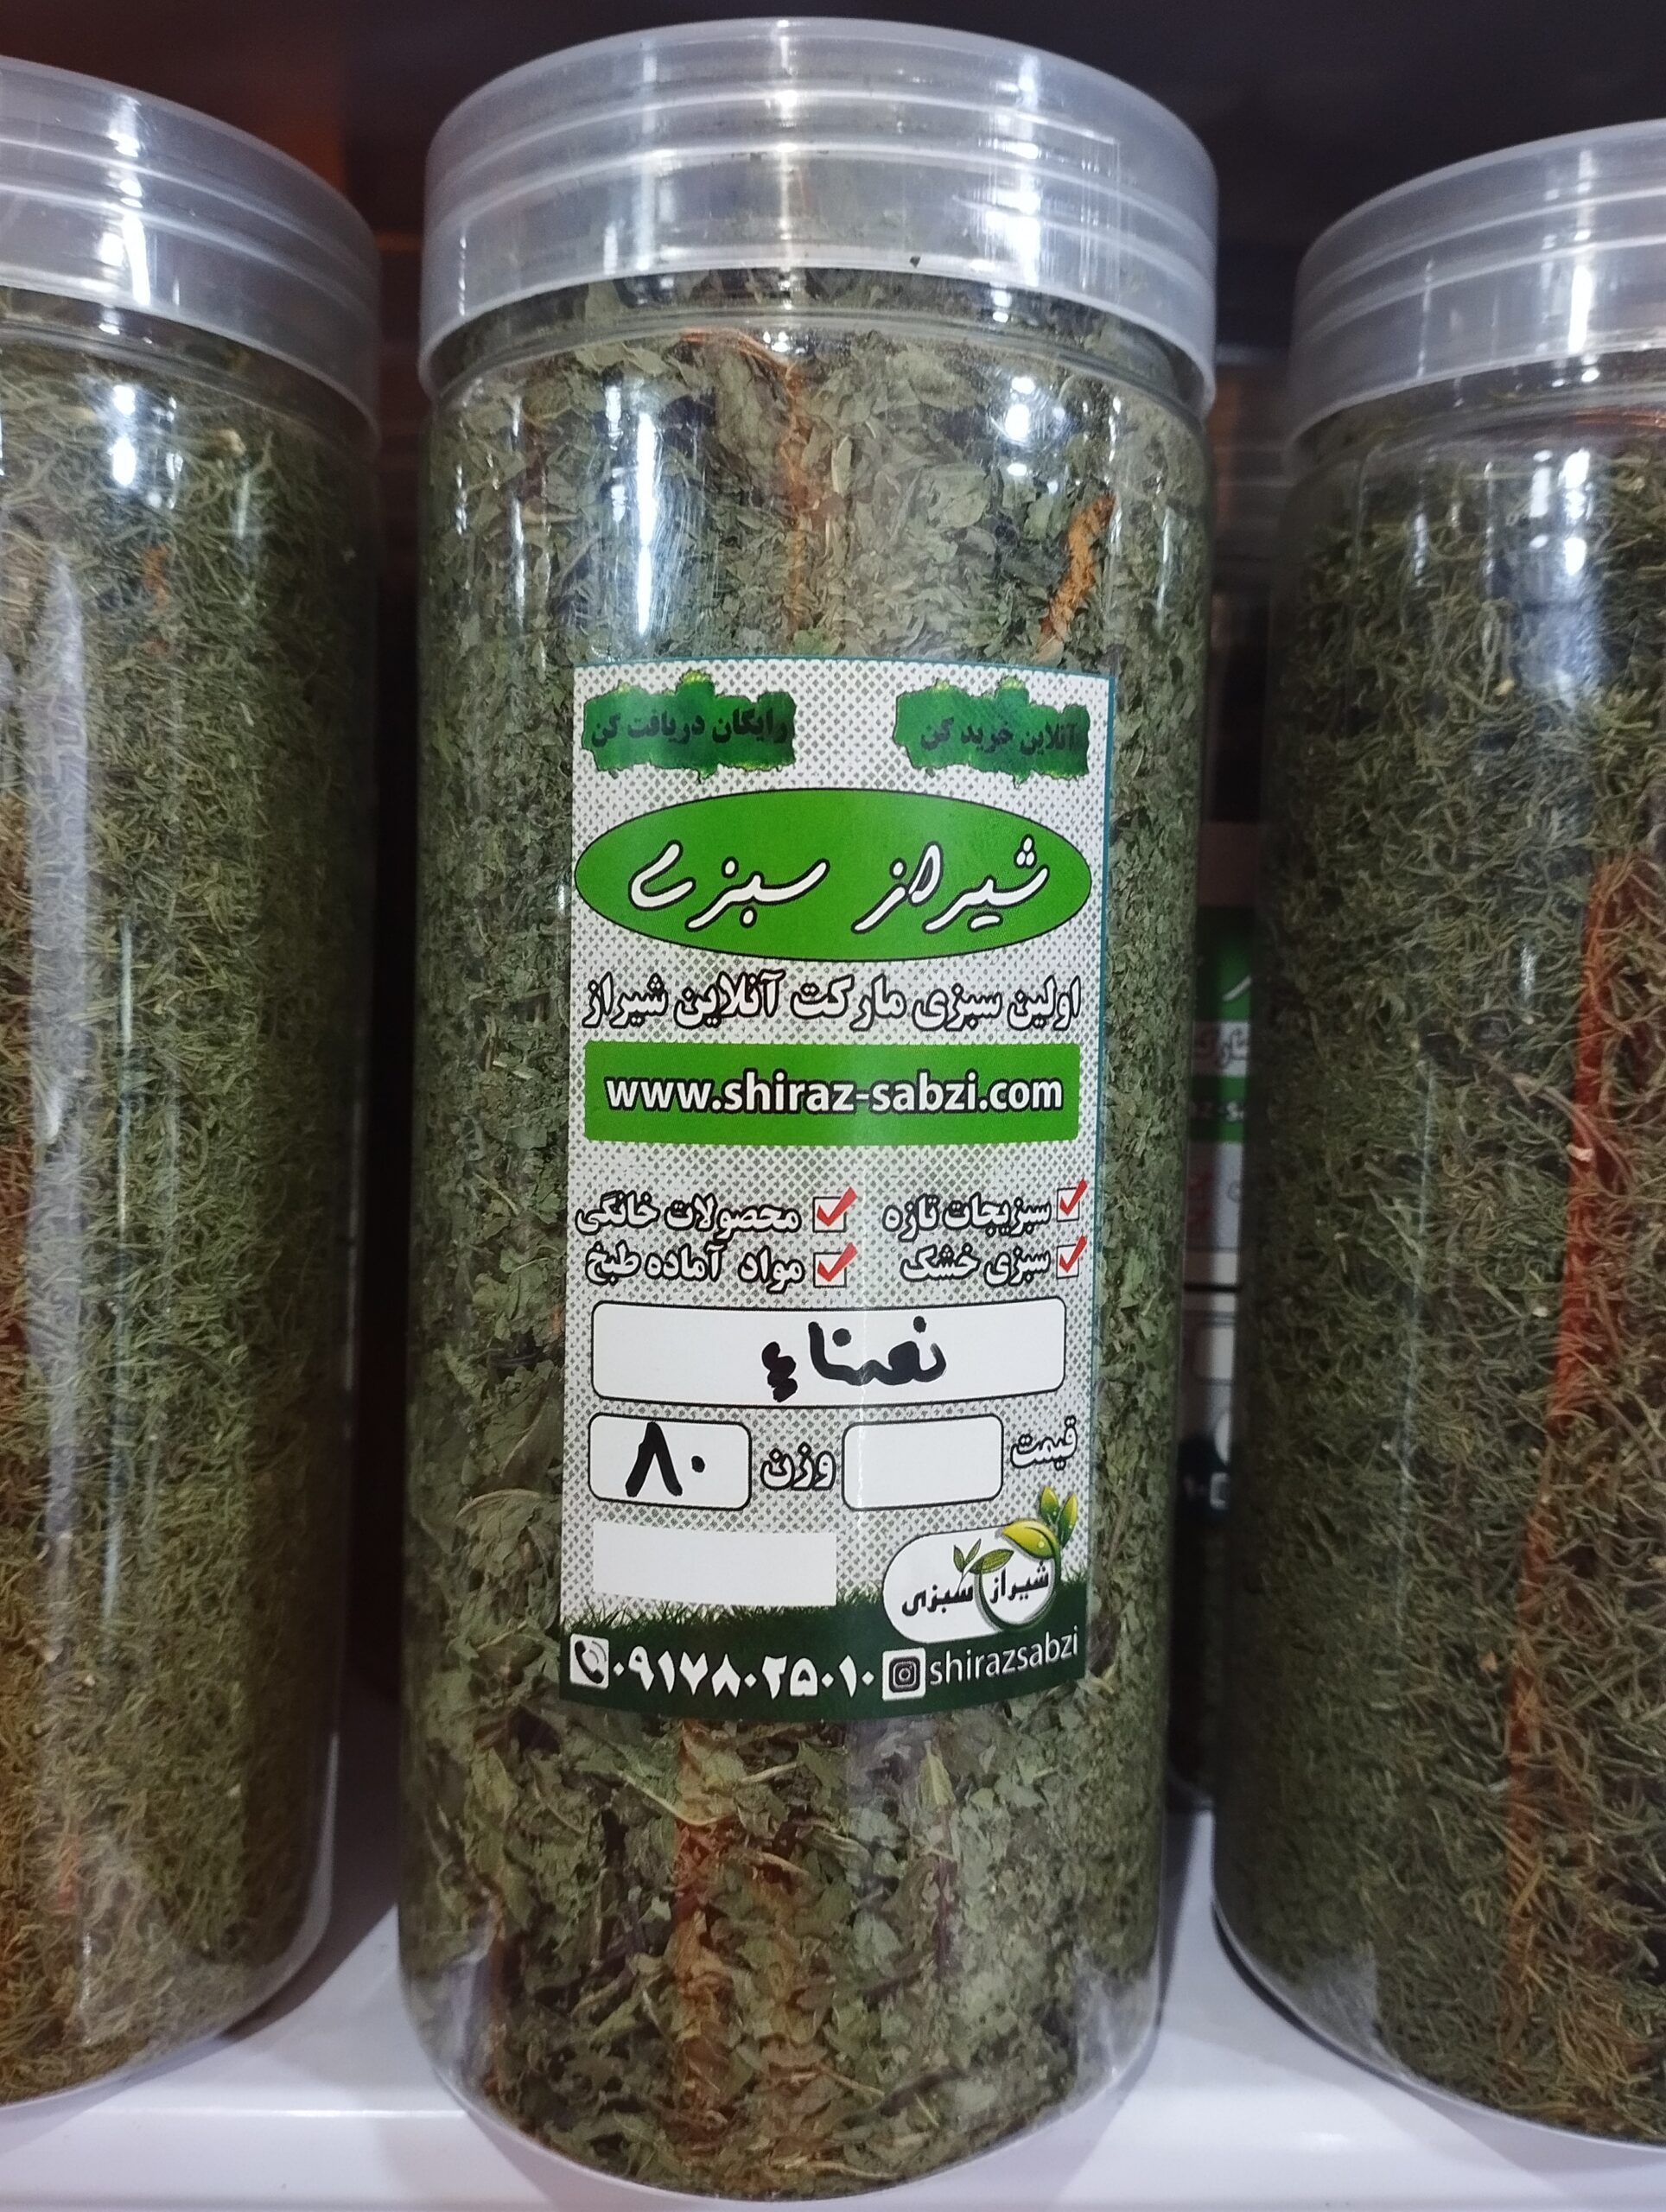 آنلاین خرید کن
رایگان دریافت کن
شیراز سبزی
اولین سبزی مارکت آنلاین شیراز
www.shiraz-sabzi.com
سبزیجات تازه
محصولات خانگی
سبزی خشک
مواد آماده طبخ
نعناع
قیمت
وزن ۸۰
شیراز سبزی
۰۹۱۷۸۰۲۵۰۱۰
shirazsabzi